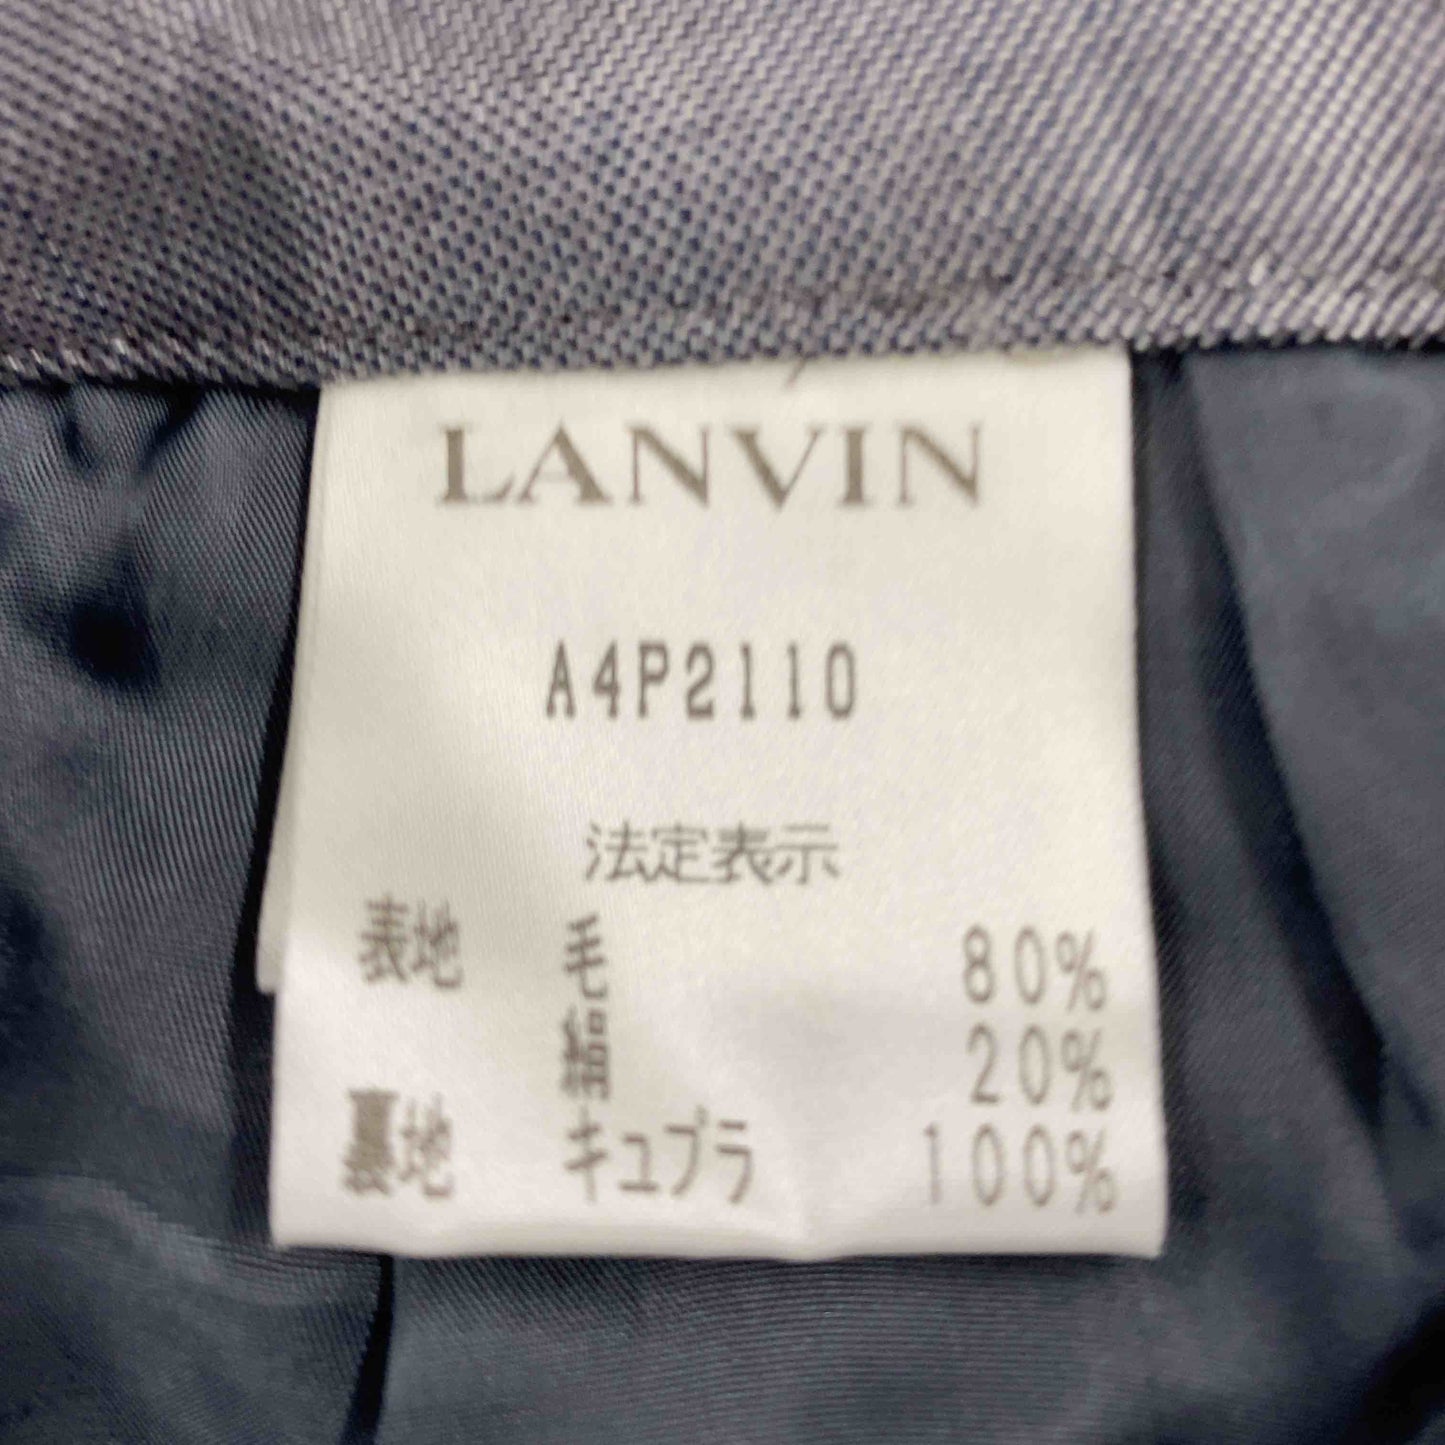 LANVIN
A4P2110
法定表示
表地 毛 80%
絹 20%
裏地 キュプラ 100%